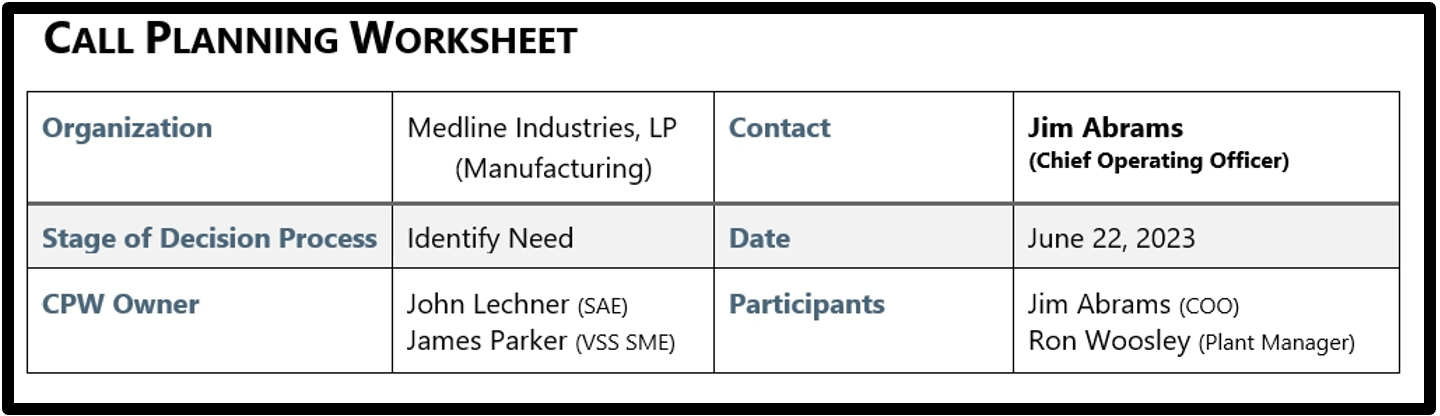 CALL PLANNING WORKSHEET
Organization
Medline Industries, LP
(Manufacturing)
Contact
Jim Abrams
(Chief Operating Officer)
Stage of Decision Process
Identify Need
Date
June 22, 2023
CPW Owner
John Lechner (SAE)
James Parker (VSS SME)
Participants
Jim Abrams (COO)
Ron Woosley (Plant Manager)